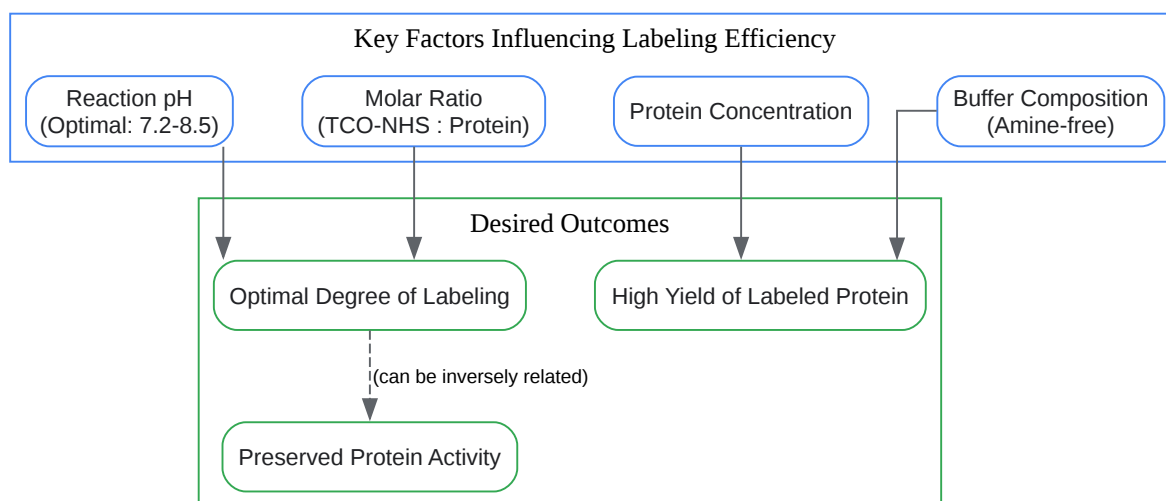 Key Factors Influencing Labeling Efficiency
Reaction pH
(Optimal: 7.2-8.5)
Molar Ratio
(TCO-NHS : Protein)
Protein Concentration
Buffer Composition
(Amine-free)
Desired Outcomes
Optimal Degree of Labeling
High Yield of Labeled Protein
(can be inversely related)
Preserved Protein Activity